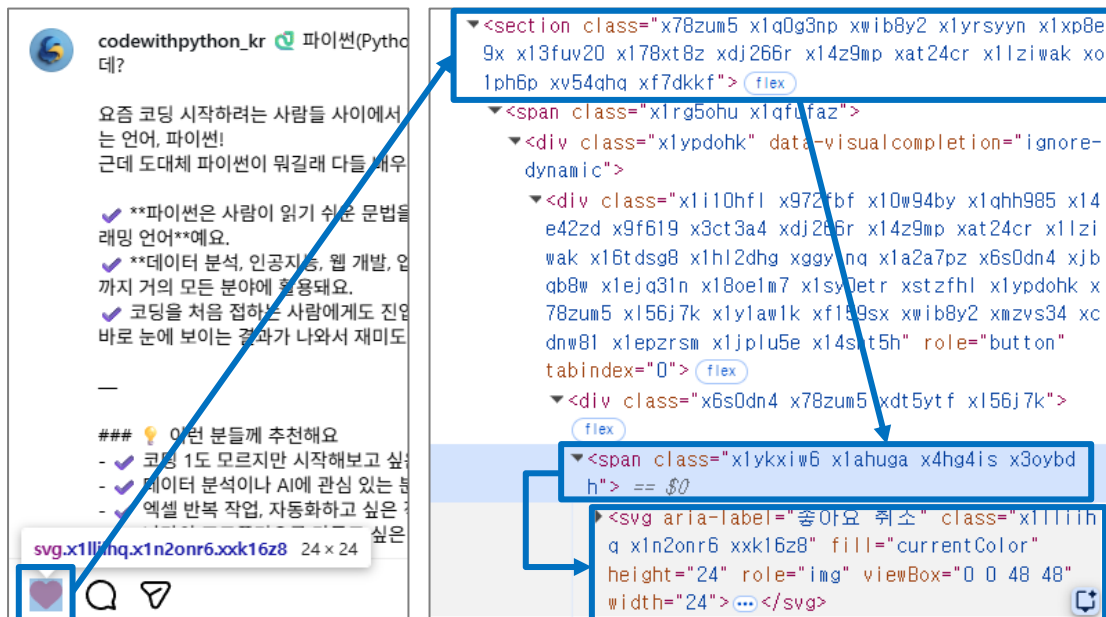 codewithpython_kr 파이썬(Pytho
데?
요즘 코딩 시작하려는 사람들 사이에서
는 언어, 파이썬!
근데 도대체 파이썬이 뭐길래 다들 배우
✔ **파이썬은 사람이 읽기 쉬운 문법을
래밍 언어**예요.
✔ **데이터 분석, 인공지능, 웹 개발, 업
까지 거의 모든 분야에 활용돼요.
✔ 코딩을 처음 접하는 사람에게도 진입
바로 눈에 보이는 결과가 나와서 재미도
—
### 💡 이런 분들께 추천해요
- ✔ 코딩 1도 모르지만 시작해보고 싶은
- ✔ 데이터 분석이나 AI에 관심 있는 분
- ✔ 엑셀 반복 작업, 자동화하고 싶은
싶은
svg.x1lliihq.x1n2onr6.xxk16z8 24 × 24
<section class="x78zum5 x1q0g3np xwib8y2 x1yrsyyn x1xp8e
9x x13fuv20 x178xt8z xdj266r x14z9mp xat24cr x1lziwak xo
1ph6p xv54qhq xf7dkkf"> flex
<span class="x1rg5ohu x1qfufaz">
<div class="x1ypdohk" data-visualcompletion="ignore-
dynamic">
<div class="x1i10hfl x972fbf x10w94by x1qhh985 x14
e42zd x9f619 x3ct3a4 xdj266r x14z9mp xat24cr x1lzi
wak x16tdsg8 x1hl2dhg xggy1nq x1a2a7pz x6s0dn4 xjb
qb8w x1ejq31n x18oe1m7 x1sy0etr xstzfhl x1ypdohk x
78zum5 xl56j7k x1y1aw1k xf159sx xwib8y2 xmzvs34 xc
dnw81 x1epzrsm x1jplu5e x14snt5h" role="button"
tabindex="0"> flex
<div class="x6s0dn4 x78zum5 xdt5ytf xl56j7k">
flex
<span class="x1ykxiw6 x1ahuga x4hg4is x3oybd
h"> == $0
<svg aria-label="좋아요 취소" class="x1lliih
q x1n2onr6 xxk16z8" fill="currentColor"
height="24" role="img" viewBox="0 0 48 48"
width="24">⋯</svg>